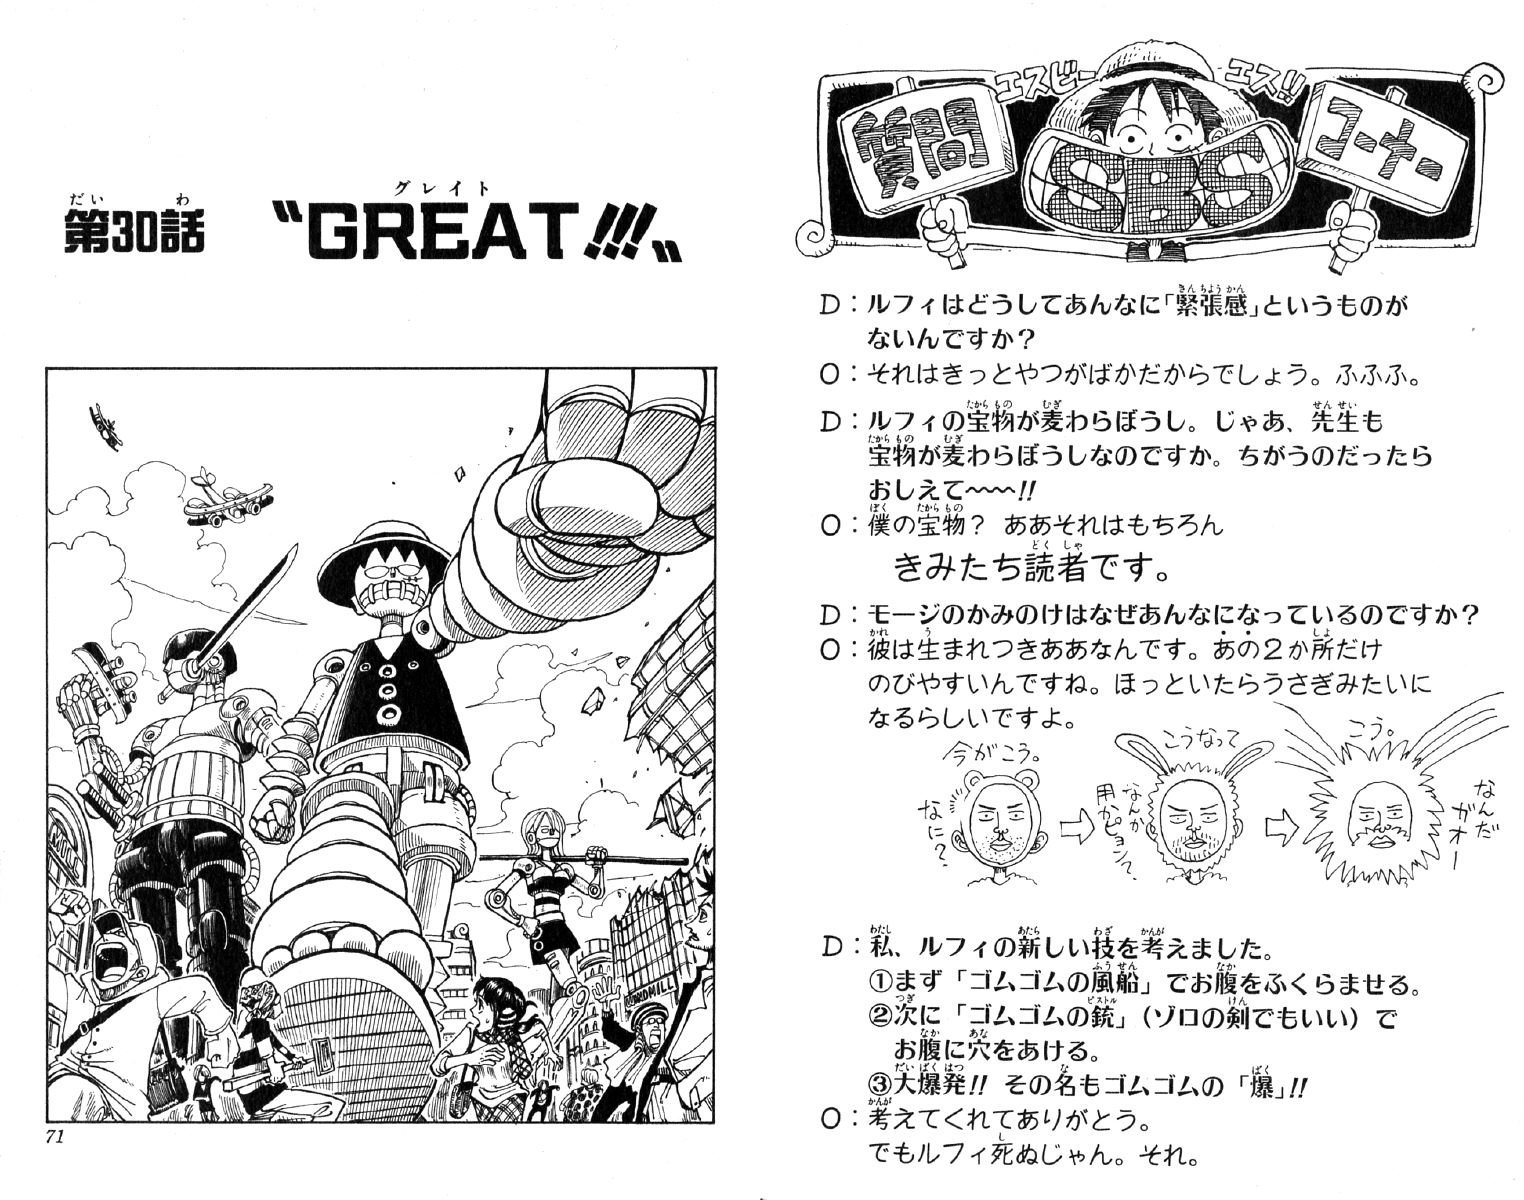 質問
エスビー
エス!!
コーナー
SBS
D：ルフィはどうしてあんなに「緊張感」というものが
ないんですか？
O：それはきっとやつがばかだからでしょう。ふふふ。
D：ルフィの宝物が麦わらぼうし。じゃあ、先生も
宝物が麦わらぼうしなのですか。ちがうのだったら
おしえて〜〜〜!!
O：僕の宝物？ ああそれはもちろん
きみたち読者です。
D：モージのかみのけはなぜあんなになっているのですか？
O：彼は生まれつきああなんです。あの２か所だけ
のびやすいんですね。ほっといたらうさぎみたいに
なるらしいですよ。
今がこう。
なに？
こうなって
なんか
用かピョン？
こう。
なんだ
ガオー
D：私、ルフィの新しい技を考えました。
①まず「ゴムゴムの風船」でお腹をふくらませる。
②次に「ゴムゴムの銃」（ゾロの剣でもいい）で
お腹に穴をあける。
③大爆発!! その名もゴムゴムの「爆」!!
O：考えてくれてありがとう。
でもルフィ死ぬじゃん。それ。
第30話 〝GREAT!!!〟
MILL
WINDMILL
71